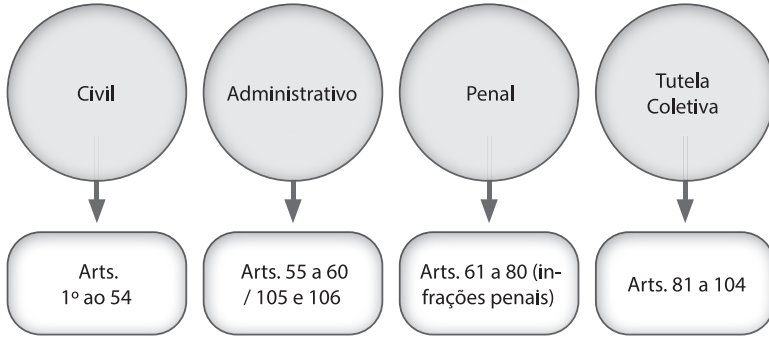 Civil
Administrativo
Penal
Tutela
Coletiva
Arts.
1º ao 54
Arts. 55 a 60
/ 105 e 106
Arts. 61 a 80 (in-
frações penais)
Arts. 81 a 104